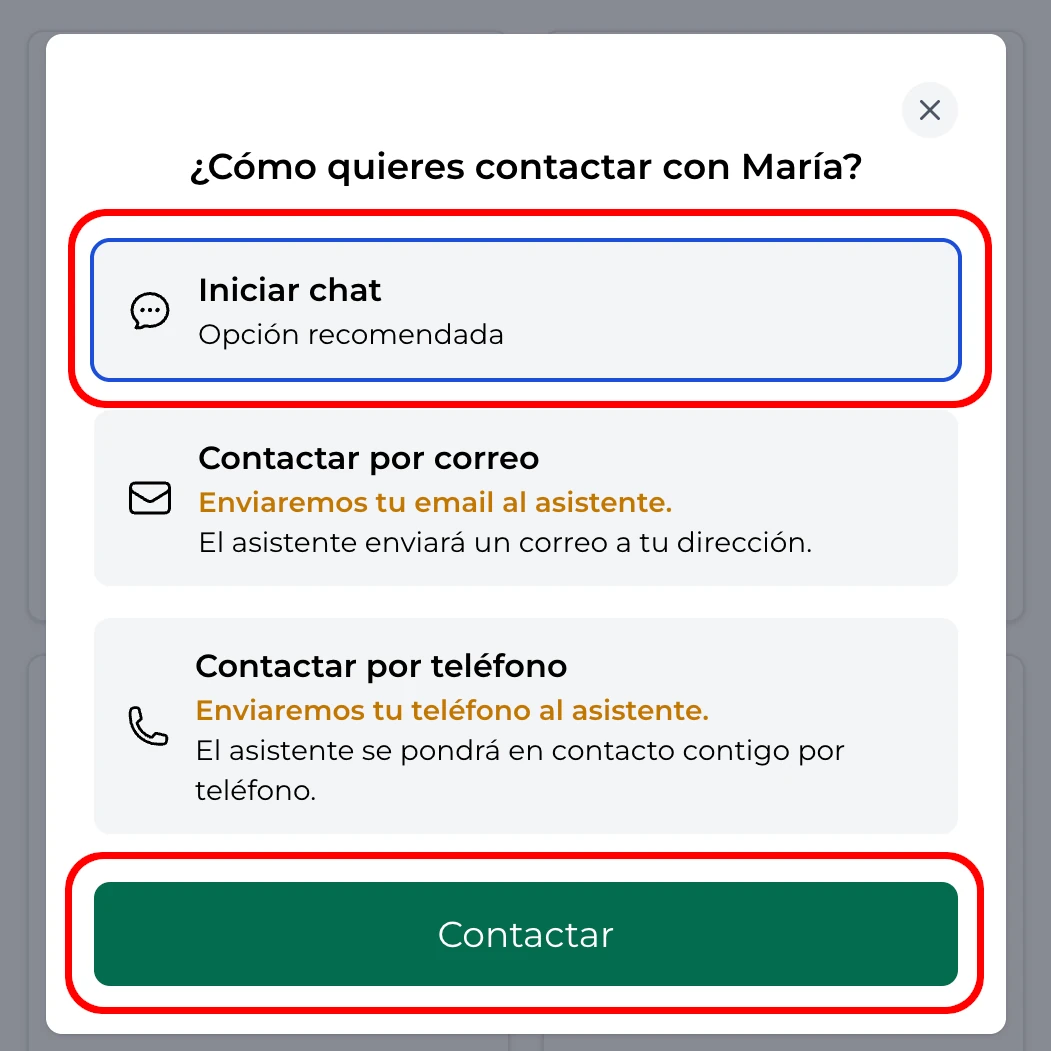 ¿Cómo quieres contactar con María?
Iniciar chat
Opción recomendada
Contactar por correo
Enviaremos tu email al asistente.
El asistente enviará un correo a tu dirección.
Contactar por teléfono
Enviaremos tu teléfono al asistente.
El asistente se pondrá en contacto contigo por
teléfono.
Contactar